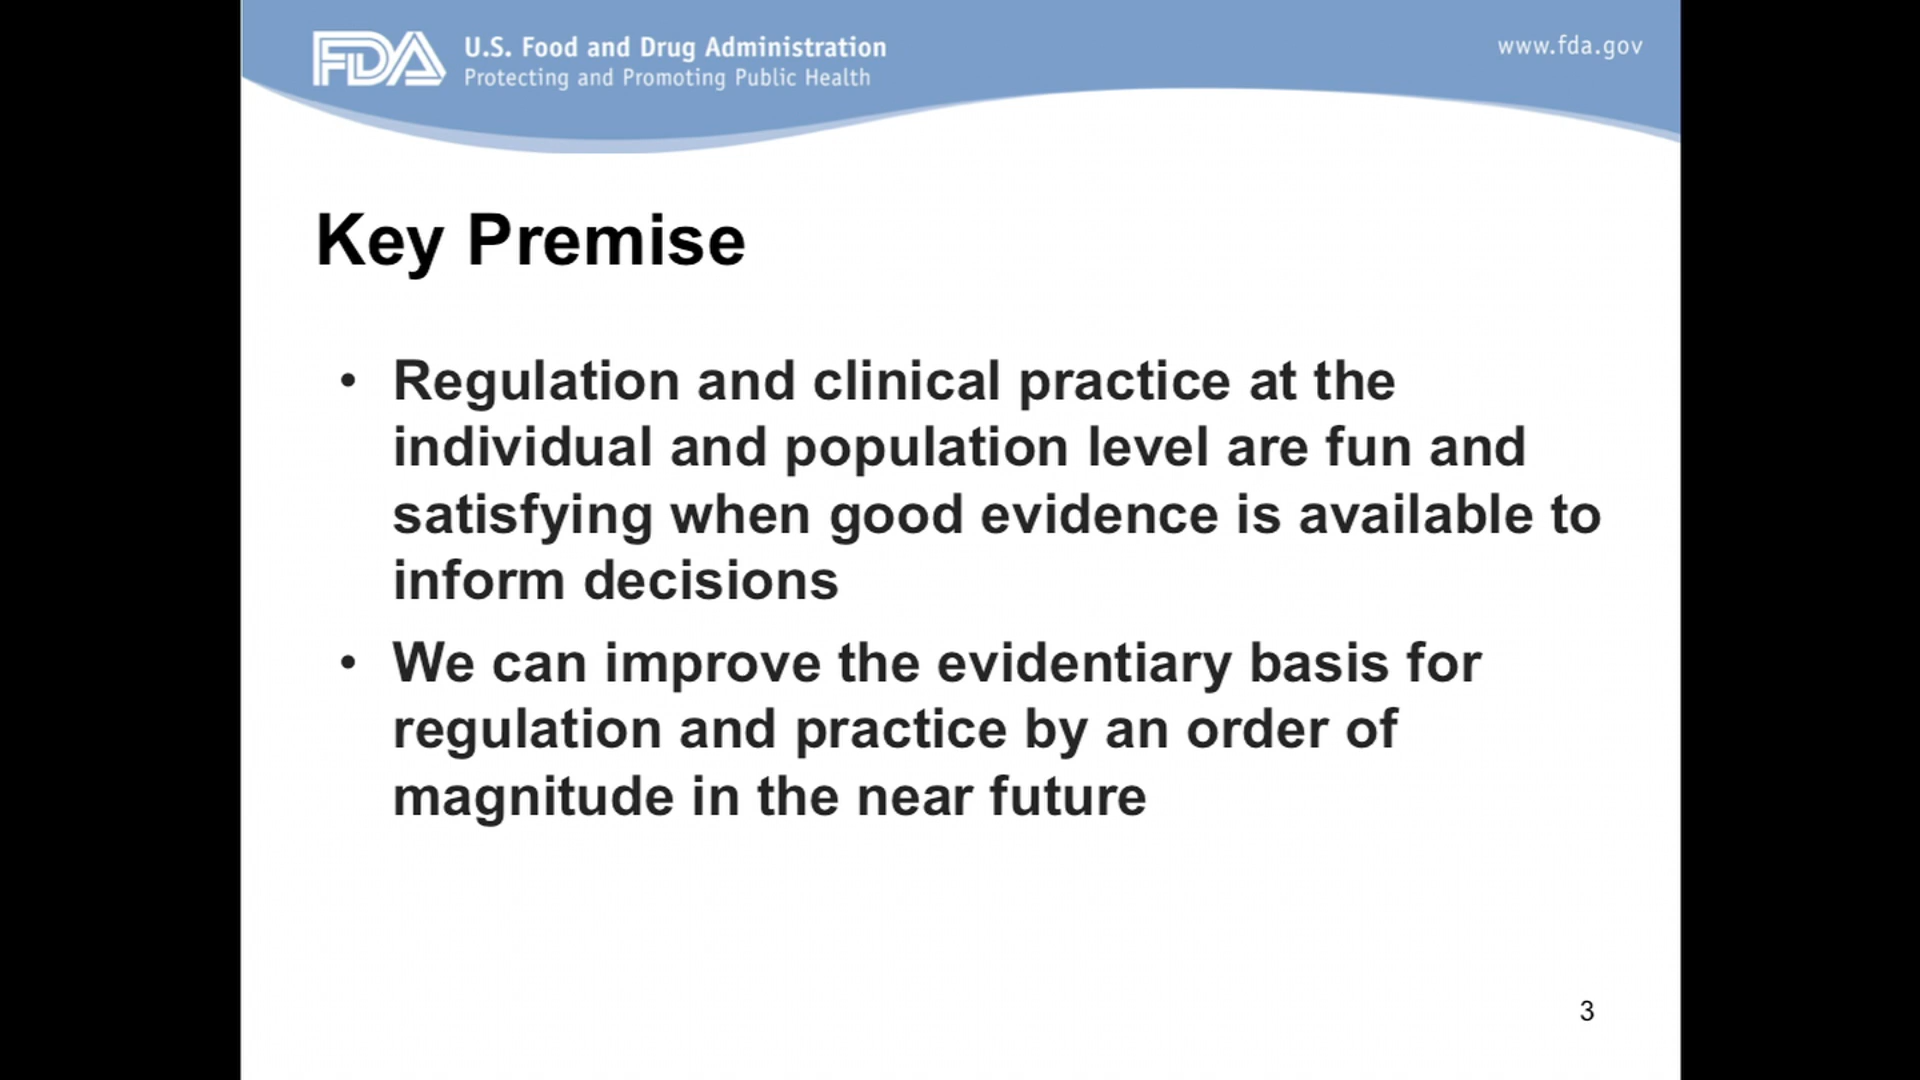 FDA
U.S. Food and Drug Administration
Protecting and Promoting Public Health
www.fda.gov
Key Premise
• Regulation and clinical practice at the
individual and population level are fun and
satisfying when good evidence is available to
inform decisions
• We can improve the evidentiary basis for
regulation and practice by an order of
magnitude in the near future
3